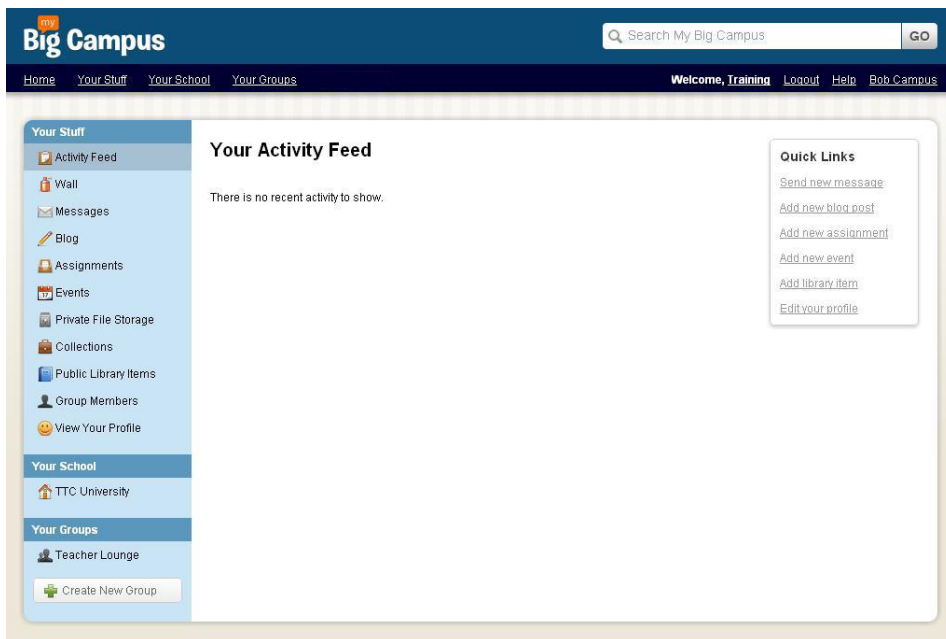 my
Big Campus
Search My Big Campus
GO
Home Your Stuff Your School Your Groups
Welcome, Training Logout Help Bob Campus
Your Stuff
Activity Feed
Wall
Messages
Blog
Assignments
17
Events
Private File Storage
Collections
Public Library Items
Group Members
View Your Profile
Your School
TTC University
Your Groups
Teacher Lounge
Create New Group
Your Activity Feed
There is no recent activity to show.
Quick Links
Send new message
Add new blog post
Add new assignment
Add new event
Add library item
Edit your profile